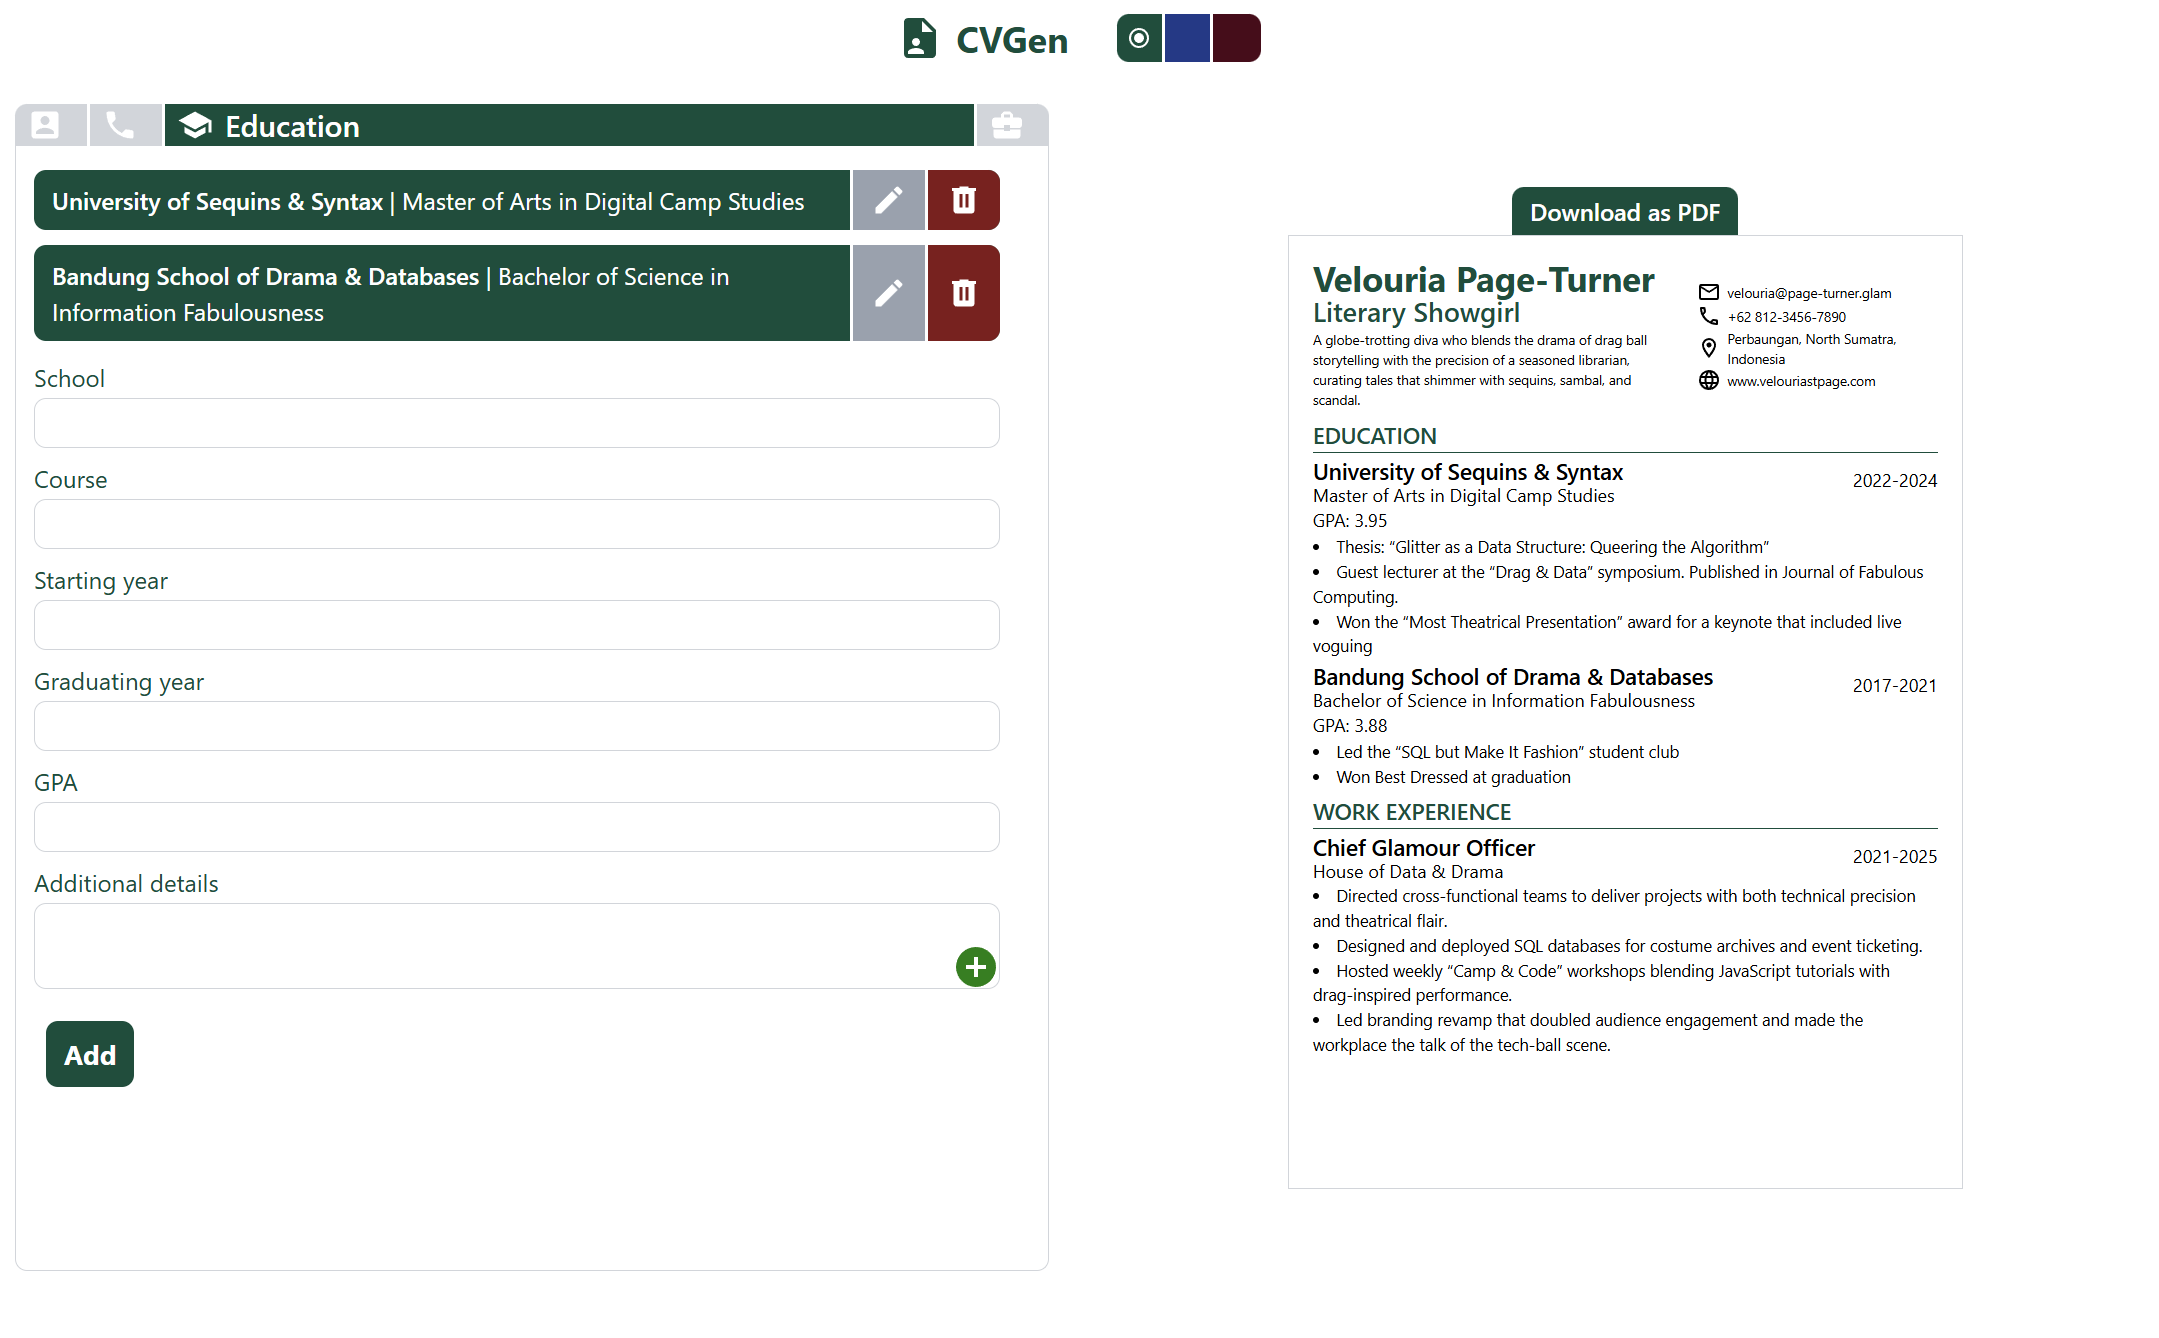 CVGen
Education
University of Sequins & Syntax | Master of Arts in Digital Camp Studies
Bandung School of Drama & Databases | Bachelor of Science in
Information Fabulousness
School
Course
Starting year
Graduating year
GPA
Additional details
Add
Download as PDF
Velouria Page-Turner
Literary Showgirl
A globe-trotting diva who blends the drama of drag ball
storytelling with the precision of a seasoned librarian,
curating tales that shimmer with sequins, sambal, and
scandal.
velouria@page-turner.glam
+62 812-3456-7890
Perbaungan, North Sumatra,
Indonesia
www.velouriastpage.com
EDUCATION
University of Sequins & Syntax
2022-2024
Master of Arts in Digital Camp Studies
GPA: 3.95
• Thesis: “Glitter as a Data Structure: Queering the Algorithm”
• Guest lecturer at the “Drag & Data” symposium. Published in Journal of Fabulous
Computing.
• Won the “Most Theatrical Presentation” award for a keynote that included live
voguing
Bandung School of Drama & Databases
2017-2021
Bachelor of Science in Information Fabulousness
GPA: 3.88
• Led the “SQL but Make It Fashion” student club
• Won Best Dressed at graduation
WORK EXPERIENCE
Chief Glamour Officer
2021-2025
House of Data & Drama
• Directed cross-functional teams to deliver projects with both technical precision
and theatrical flair.
• Designed and deployed SQL databases for costume archives and event ticketing.
• Hosted weekly “Camp & Code” workshops blending JavaScript tutorials with
drag-inspired performance.
• Led branding revamp that doubled audience engagement and made the
workplace the talk of the tech-ball scene.